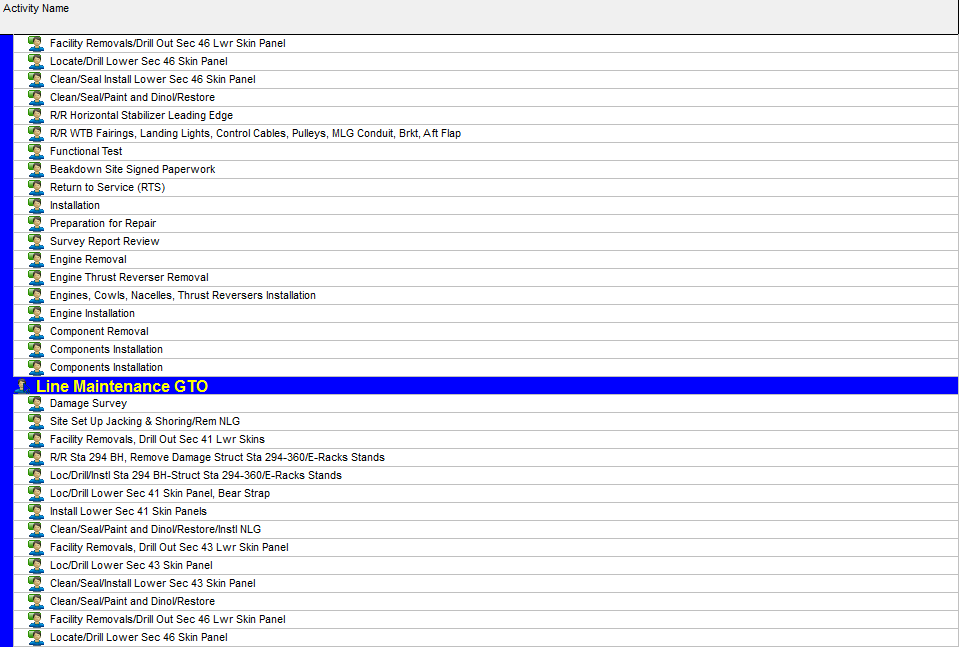 Activity Name
Facility Removals/Drill Out Sec 46 Lwr Skin Panel
Locate/Drill Lower Sec 46 Skin Panel
Clean/Seal Install Lower Sec 46 Skin Panel
Clean/Seal/Paint and Dinol/Restore
R/R Horizontal Stabilizer Leading Edge
R/R WTB Fairings, Landing Lights, Control Cables, Pulleys, MLG Conduit, Brkt, Aft Flap
Functional Test
Beakdown Site Signed Paperwork
Return to Service (RTS)
Installation
Preparation for Repair
Survey Report Review
Engine Removal
Engine Thrust Reverser Removal
Engines, Cowls, Nacelles, Thrust Reversers Installation
Engine Installation
Component Removal
Components Installation
Components Installation
Line Maintenance GTO
Damage Survey
Site Set Up Jacking & Shoring/Rem NLG
Facility Removals, Drill Out Sec 41 Lwr Skins
R/R Sta 294 BH, Remove Damage Struct Sta 294-360/E-Racks Stands
Loc/Drill/Instl Sta 294 BH-Struct Sta 294-360/E-Racks Stands
Loc/Drill Lower Sec 41 Skin Panel, Bear Strap
Install Lower Sec 41 Skin Panels
Clean/Seal/Paint and Dinol/Restore/Instl NLG
Facility Removals, Drill Out Sec 43 Lwr Skin Panel
Loc/Drill Lower Sec 43 Skin Panel
Clean/Seal/Install Lower Sec 43 Skin Panel
Clean/Seal/Paint and Dinol/Restore
Facility Removals/Drill Out Sec 46 Lwr Skin Panel
Locate/Drill Lower Sec 46 Skin Panel